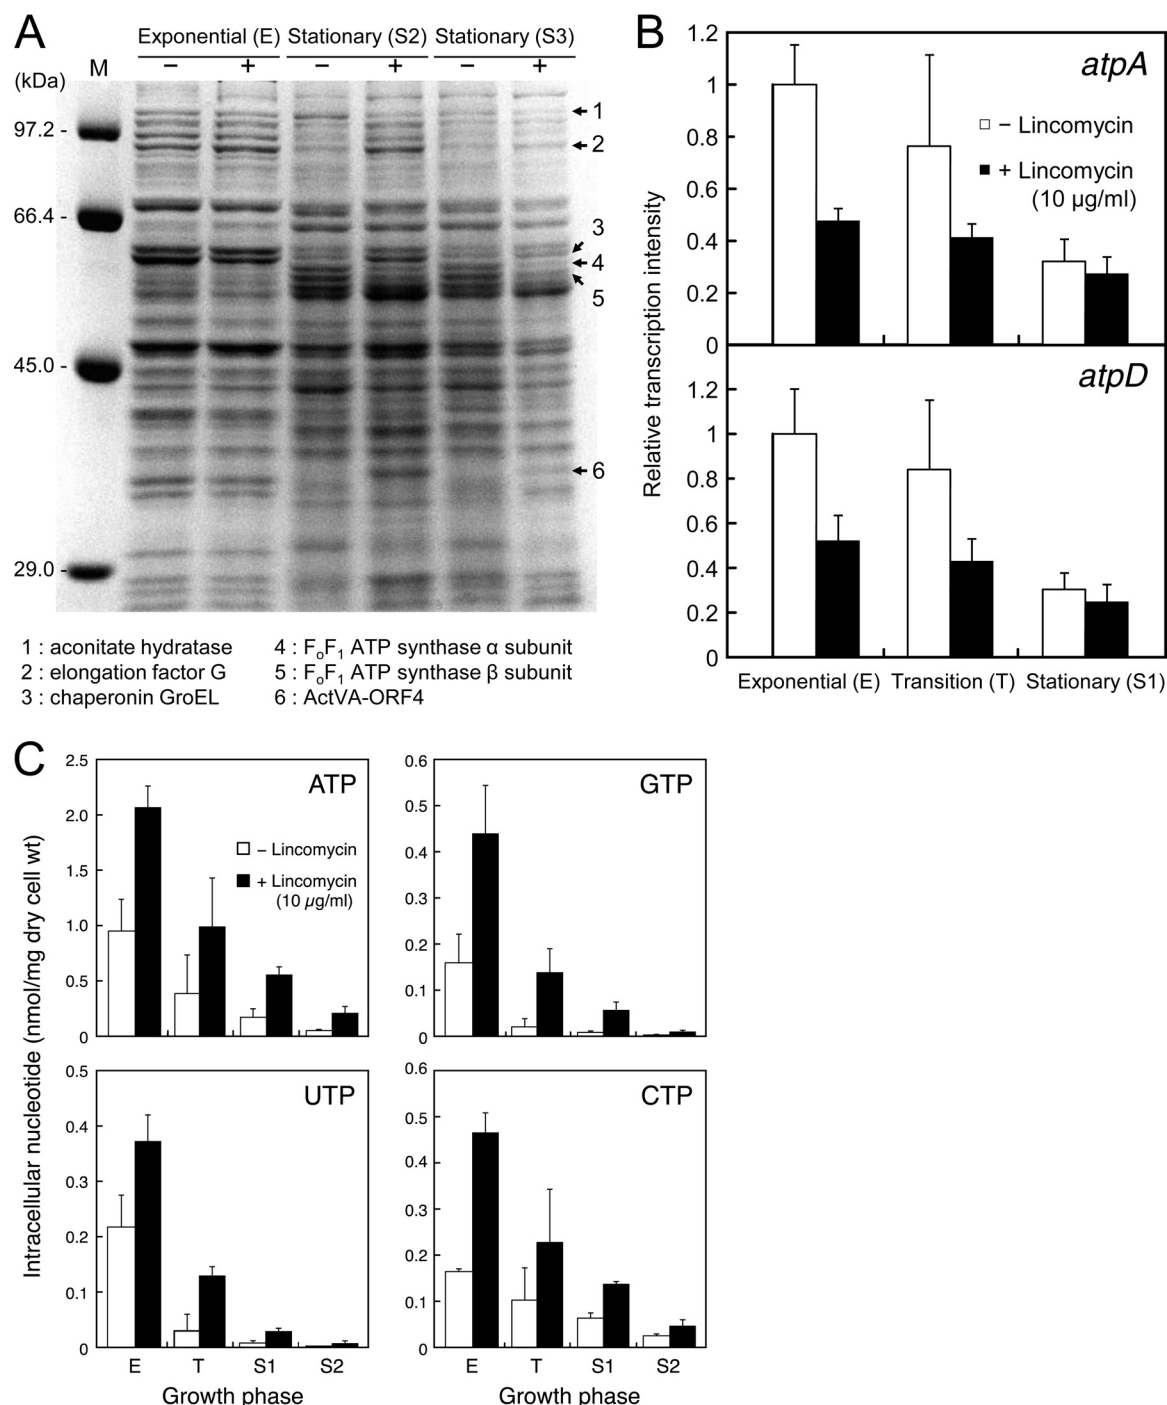 A
Exponential (E) Stationary (S2) Stationary (S3)
(kDa) M − + − + − +
97.2 -
66.4 -
45.0 -
29.0 -
1
2
3
4
5
6
1 : aconitate hydratase
2 : elongation factor G
3 : chaperonin GroEL
4 : FoF1 ATP synthase α subunit
5 : FoF1 ATP synthase β subunit
6 : ActVA-ORF4
B
Relative transcription intensity
1.2
1
0.8
0.6
0.4
0.2
0
atpA
− Lincomycin
+ Lincomycin
(10 µg/ml)
1.2
1
0.8
0.6
0.4
0.2
0
atpD
Exponential (E) Transition (T) Stationary (S1)
C
Intracellular nucleotide (nmol/mg dry cell wt)
2.5
2.0
1.5
1.0
0.5
0
ATP
− Lincomycin
+ Lincomycin
(10 µg/ml)
0.6
0.5
0.4
0.3
0.2
0.1
0
GTP
0.5
0.4
0.3
0.2
0.1
0
UTP
E T S1 S2
Growth phase
0.6
0.5
0.4
0.3
0.2
0.1
0
CTP
E T S1 S2
Growth phase